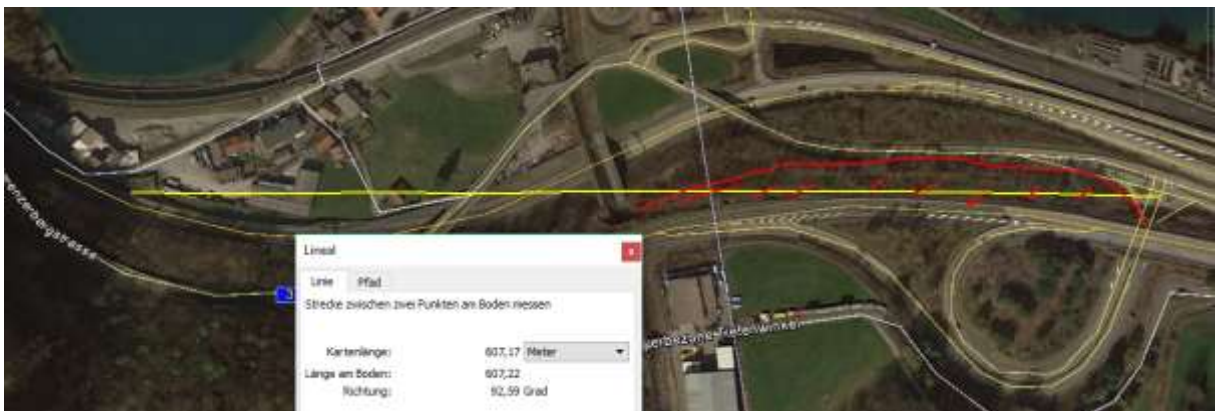 Lineal
Linie Pfad
Strecke zwischen zwei Punkten am Boden messen
Kartenlänge: 607,17 Meter
Länge am Boden: 607,22
Richtung: 92,59 Grad